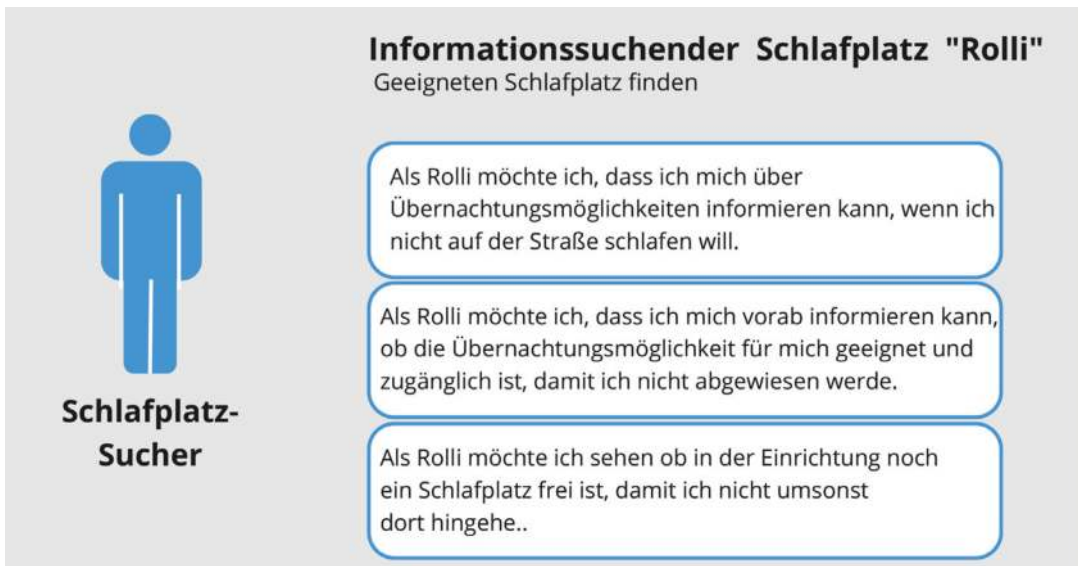 Informationssuchender Schlafplatz "Rolli"
Geeigneten Schlafplatz finden
Als Rolli möchte ich, dass ich mich über
Übernachtungsmöglichkeiten informieren kann, wenn ich
nicht auf der Straße schlafen will.
Als Rolli möchte ich, dass ich mich vorab informieren kann,
ob die Übernachtungsmöglichkeit für mich geeignet und
zugänglich ist, damit ich nicht abgewiesen werde.
Als Rolli möchte ich sehen ob in der Einrichtung noch
ein Schlafplatz frei ist, damit ich nicht umsonst
dort hingehe..
Schlafplatz-
Sucher